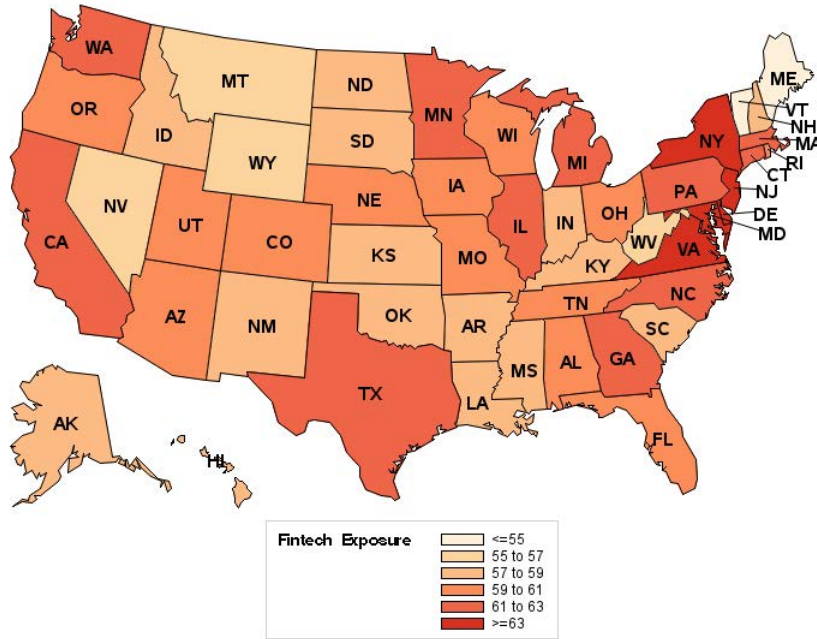 WA
MT
ND
MN
ME
VT
NH
MA
RI
CT
NJ
DE
MD
OR
ID
SD
WI
MI
NY
WY
IA
PA
NV
NE
IL
IN
OH
UT
CO
KS
MO
KY
WV
VA
CA
AZ
NM
OK
AR
TN
NC
SC
MS
AL
GA
TX
LA
FL
AK
HI
Fintech Exposure
<=55
55 to 57
57 to 59
59 to 61
61 to 63
>=63